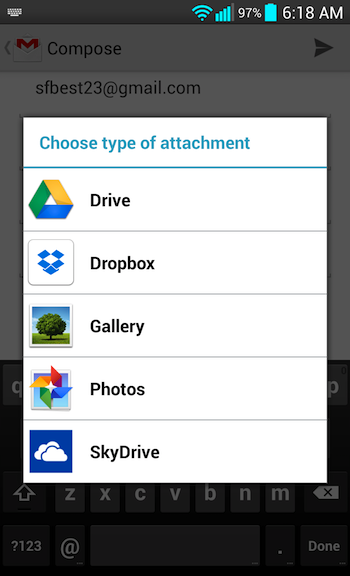 97% 6:18 AM
Compose
sfbest23@gmail.com
Choose type of attachment
Drive
Dropbox
Gallery
Photos
SkyDrive
q p
z x c v b n m
?123 @ . Done